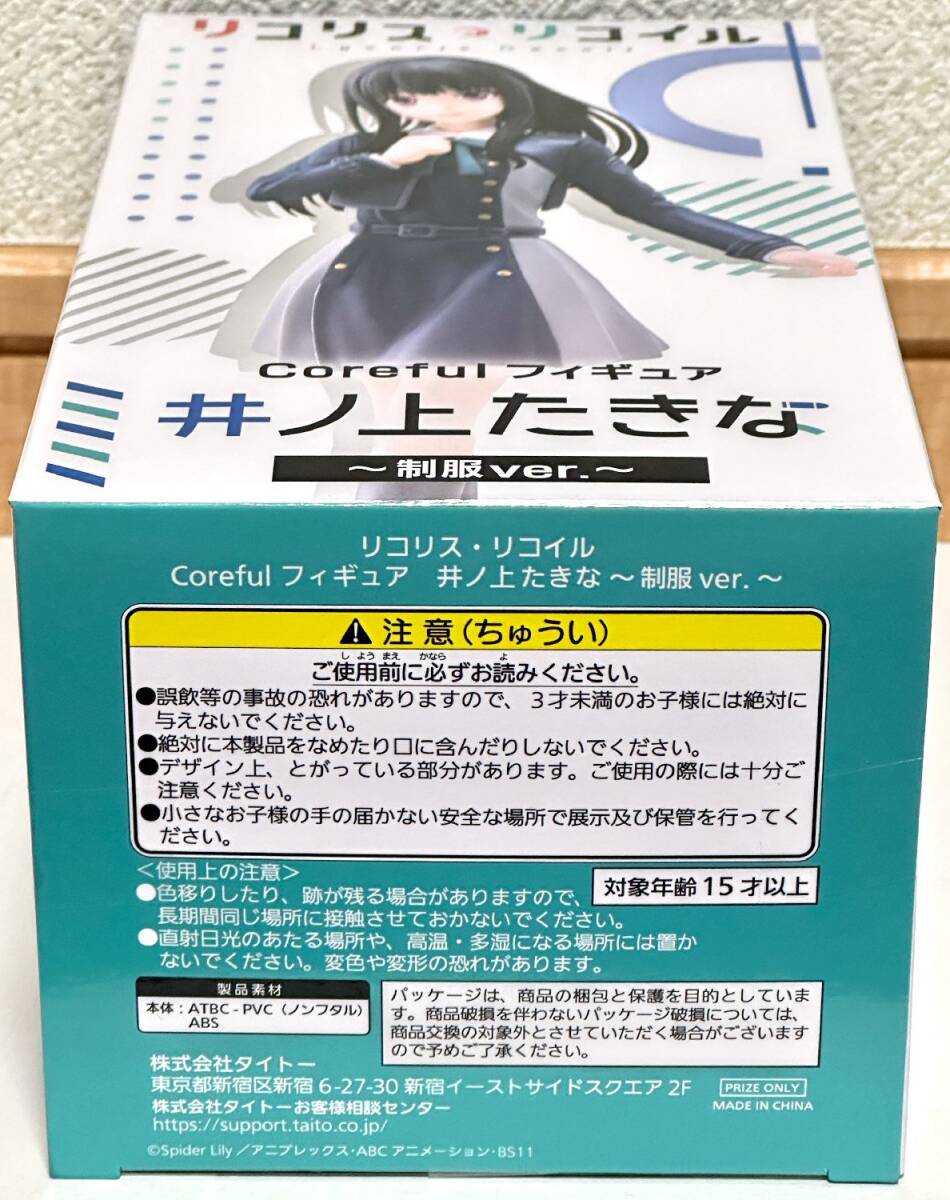 リコリス・リコイル
Lycoris Recoil
Coreful フィギュア
井ノ上たきな
～制服ver.～
リコリス・リコイル
Coreful フィギュア 井ノ上たきな～制服 ver.～
注意(ちゅうい)
しようまえ かなら よ
ご使用前に必ずお読みください。
●誤飲等の事故の恐れがありますので、3才未満のお子様には絶対に
与えないでください。
●絶対に本製品をなめたり口に含んだりしないでください。
●デザイン上、とがっている部分があります。ご使用の際には十分ご
注意ください。
●小さなお子様の手の届かない安全な場所で展示及び保管を行ってく
ださい。
＜使用上の注意＞
●色移りしたり、跡が残る場合がありますので、
長期間同じ場所に接触させておかないでください。
対象年齢15才以上
●直射日光のあたる場所や、高温・多湿になる場所には置か
ないでください。変色や変形の恐れがあります。
製品素材
本体：ATBC-PVC（ノンフタル）
ABS
パッケージは、商品の梱包と保護を目的としていま
す。商品破損を伴わないパッケージ破損については、
商品交換の対象外とさせていただく場合がございます
ので予めご了承ください。
株式会社タイトー
東京都新宿区新宿 6-27-30 新宿イーストサイドスクエア 2F
株式会社タイトーお客様相談センター
https://support.taito.co.jp/
PRIZE ONLY
MADE IN CHINA
©Spider Lily／アニプレックス・ABC アニメーション・BS11